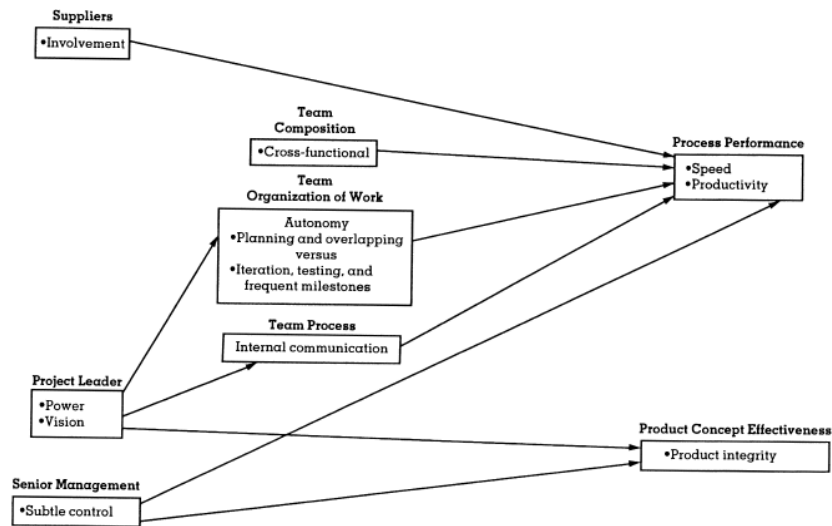 Suppliers
•Involvement
Team
Composition
•Cross-functional
Process Performance
•Speed
•Productivity
Team
Organization of Work
Autonomy
•Planning and overlapping
versus
•Iteration, testing, and
frequent milestones
Team Process
Internal communication
Project Leader
•Power
•Vision
Product Concept Effectiveness
•Product integrity
Senior Management
•Subtle control